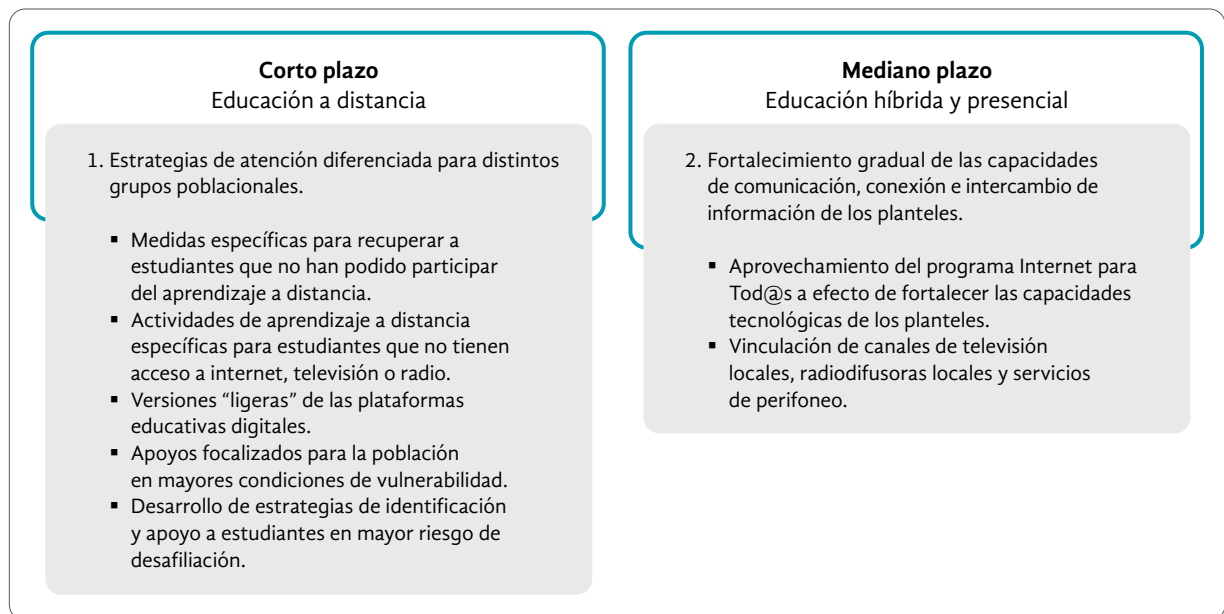 Corto plazo
Educación a distancia
1. Estrategias de atención diferenciada para distintos
grupos poblacionales.
▪ Medidas específicas para recuperar a
estudiantes que no han podido participar
del aprendizaje a distancia.
▪ Actividades de aprendizaje a distancia
específicas para estudiantes que no tienen
acceso a internet, televisión o radio.
▪ Versiones “ligeras” de las plataformas
educativas digitales.
▪ Apoyos focalizados para la población
en mayores condiciones de vulnerabilidad.
▪ Desarrollo de estrategias de identificación
y apoyo a estudiantes en mayor riesgo de
desafiliación.
Mediano plazo
Educación híbrida y presencial
2. Fortalecimiento gradual de las capacidades
de comunicación, conexión e intercambio de
información de los planteles.
▪ Aprovechamiento del programa Internet para
Tod@s a efecto de fortalecer las capacidades
tecnológicas de los planteles.
▪ Vinculación de canales de televisión
locales, radiodifusoras locales y servicios
de perifoneo.